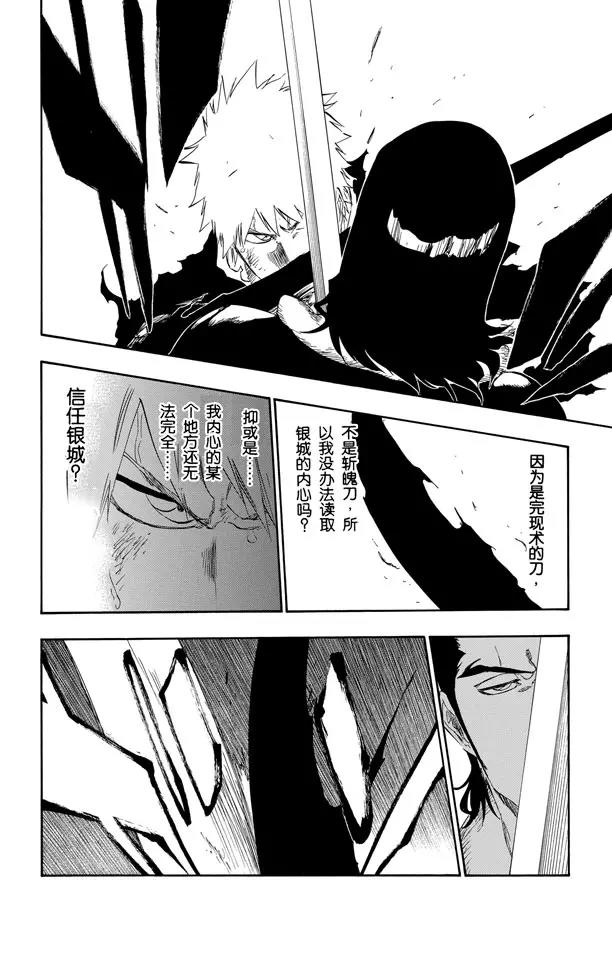 因为是完现术的刀，
不是斩魄刀，所
以我没办法读取
银城的内心吗？
抑或是……
我内心的某
个地方还无
法完全……
信任银城？